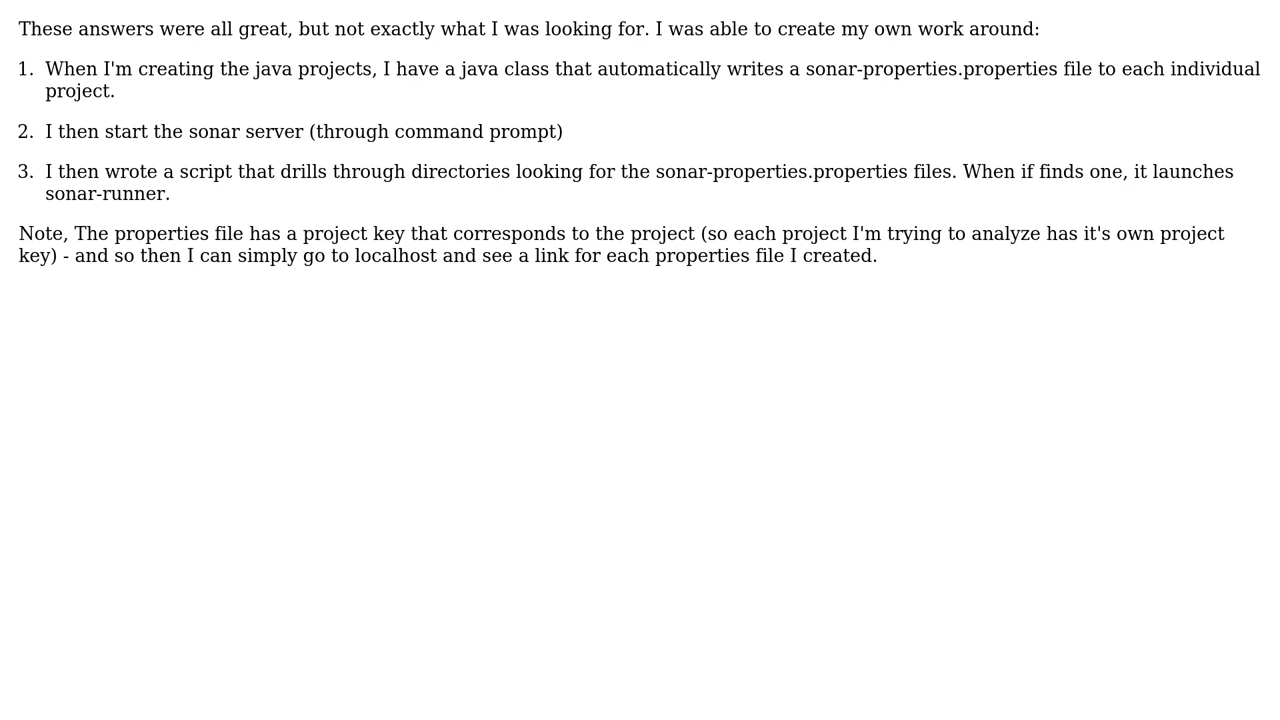 These answers were all great, but not exactly what I was looking for. I was able to create my own work around:
1. When I'm creating the java projects, I have a java class that automatically writes a sonar-properties.properties file to each individual
project.
2. I then start the sonar server (through command prompt)
3. I then wrote a script that drills through directories looking for the sonar-properties.properties files. When if finds one, it launches
sonar-runner.
Note, The properties file has a project key that corresponds to the project (so each project I'm trying to analyze has it's own project
key) - and so then I can simply go to localhost and see a link for each properties file I created.